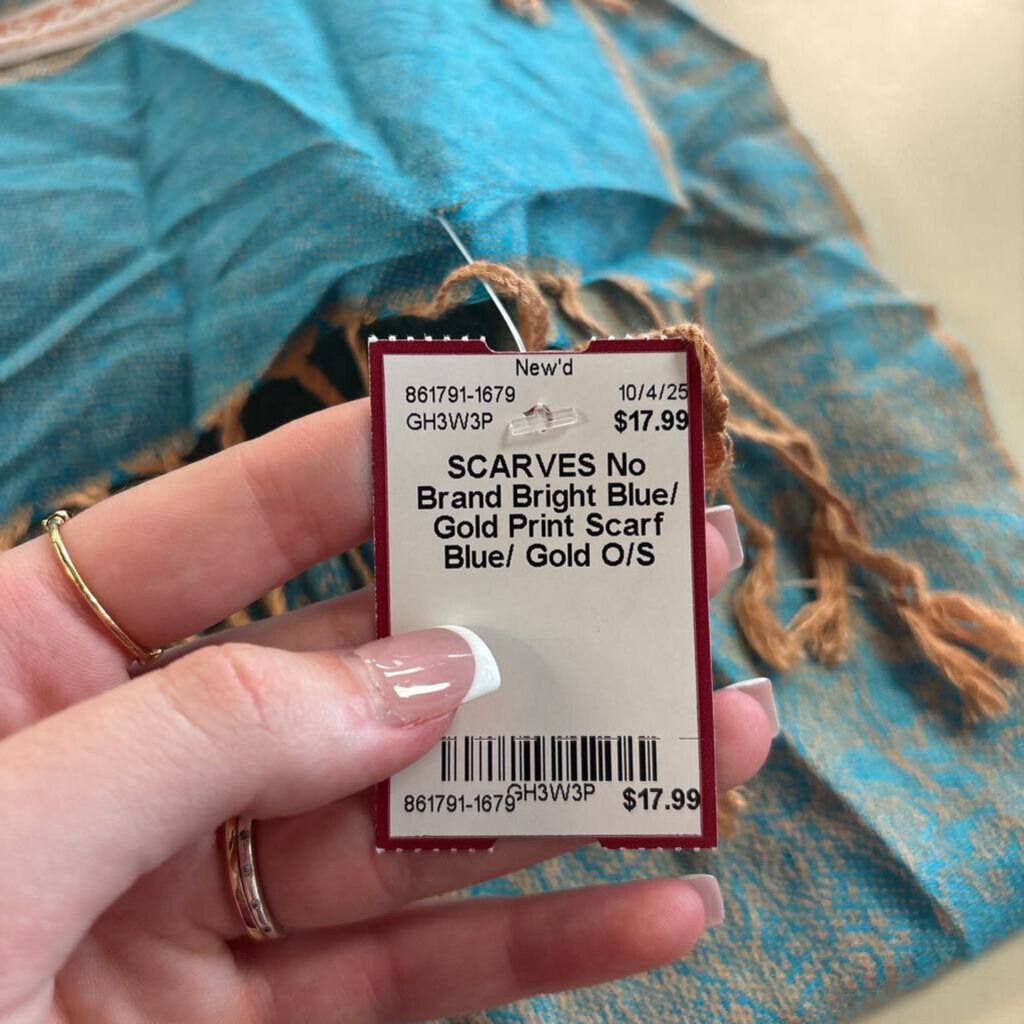 New'd
861791-1679 10/4/25
GH3W3P $17.99
SCARVES No
Brand Bright Blue/
Gold Print Scarf
Blue/ Gold O/S
861791-1679 GH3W3P $17.99